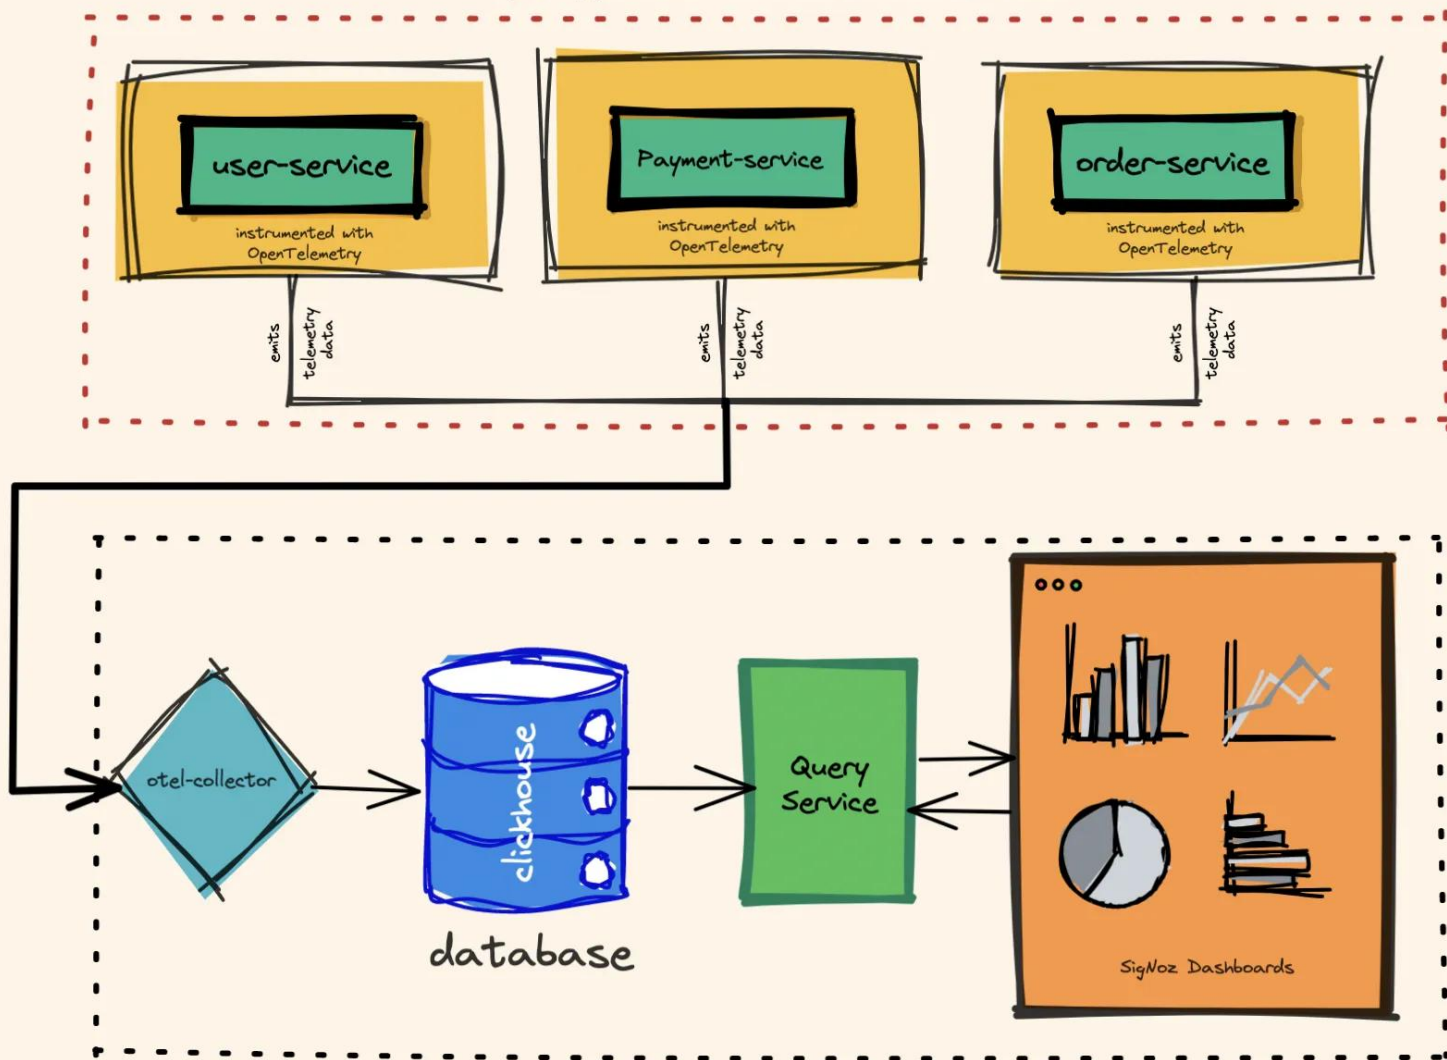 user-service
instrumented with
OpenTelemetry
Payment-service
instrumented with
OpenTelemetry
order-service
instrumented with
OpenTelemetry
emits
telemetry
data
emits
telemetry
data
emits
telemetry
data
otel-collector
clickhouse
database
Query
Service
SigNoz Dashboards